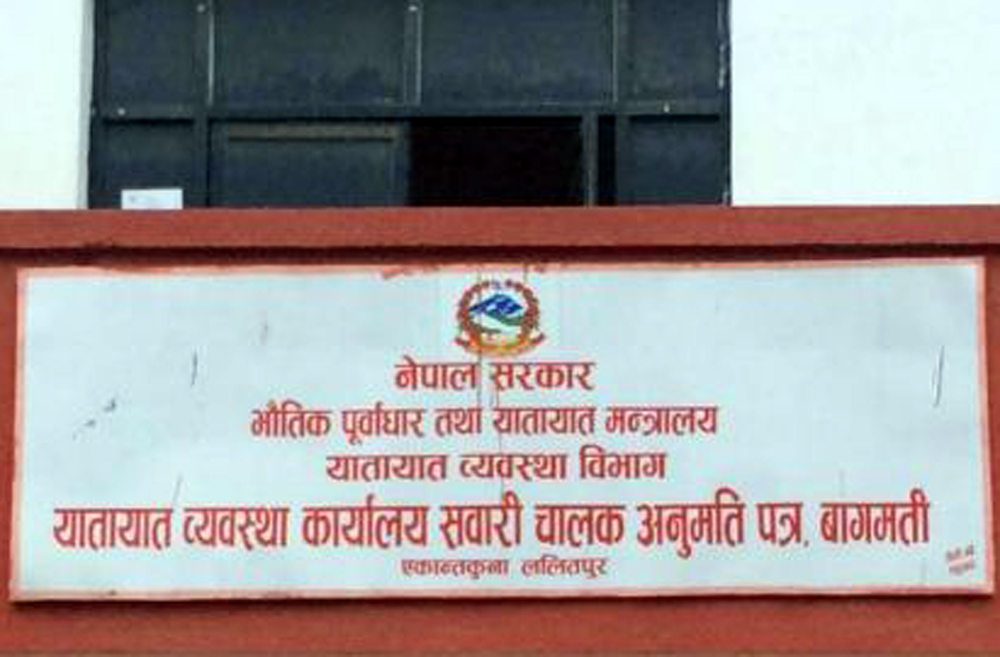 नेपाल सरकार
भौतिक पूर्वाधार तथा यातायात मन्त्रालय
यातायात व्यवस्था विभाग
यातायात व्यवस्था कार्यालय सवारी चालक अनुमति पत्र, बागमती
एकान्तकुना ललितपुर